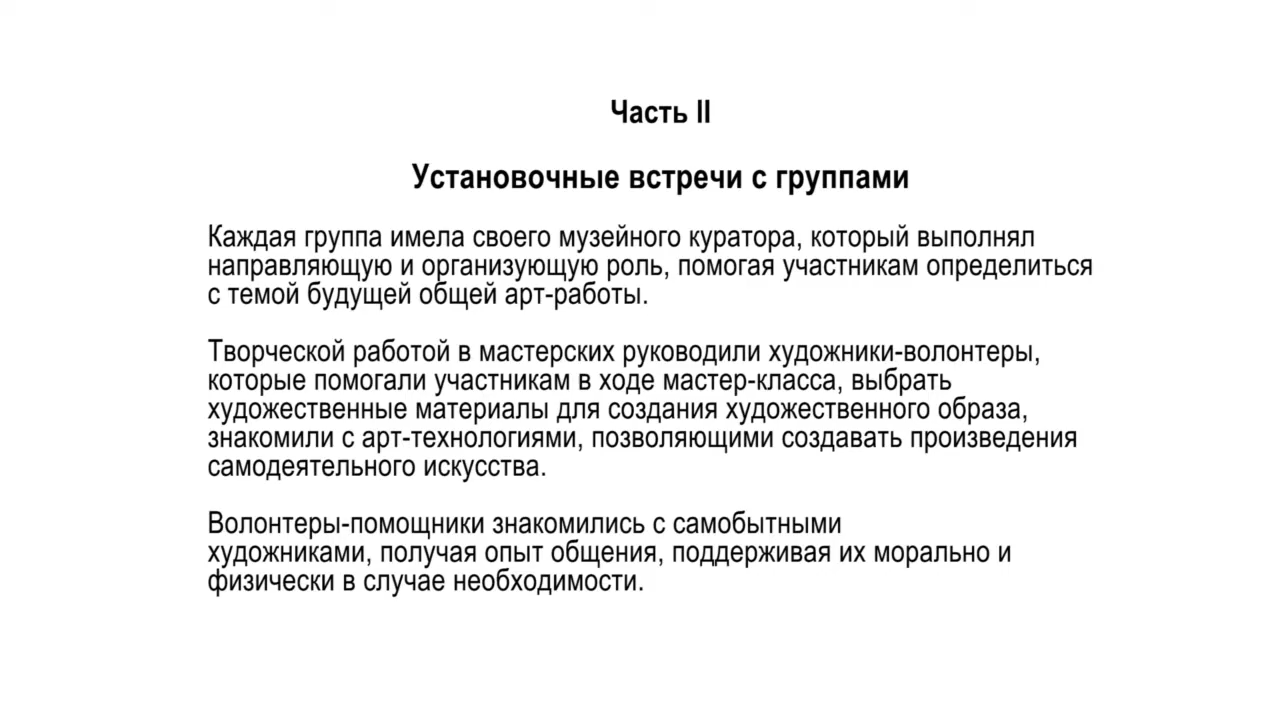 Часть II
Установочные встречи с группами
Каждая группа имела своего музейного куратора, который выполнял
направляющую и организующую роль, помогая участникам определиться
с темой будущей общей арт-работы.
Творческой работой в мастерских руководили художники-волонтеры,
которые помогали участникам в ходе мастер-класса, выбрать
художественные материалы для создания художественного образа,
знакомили с арт-технологиями, позволяющими создавать произведения
самодеятельного искусства.
Волонтеры-помощники знакомились с самобытными
художниками, получая опыт общения, поддерживая их морально и
физически в случае необходимости.